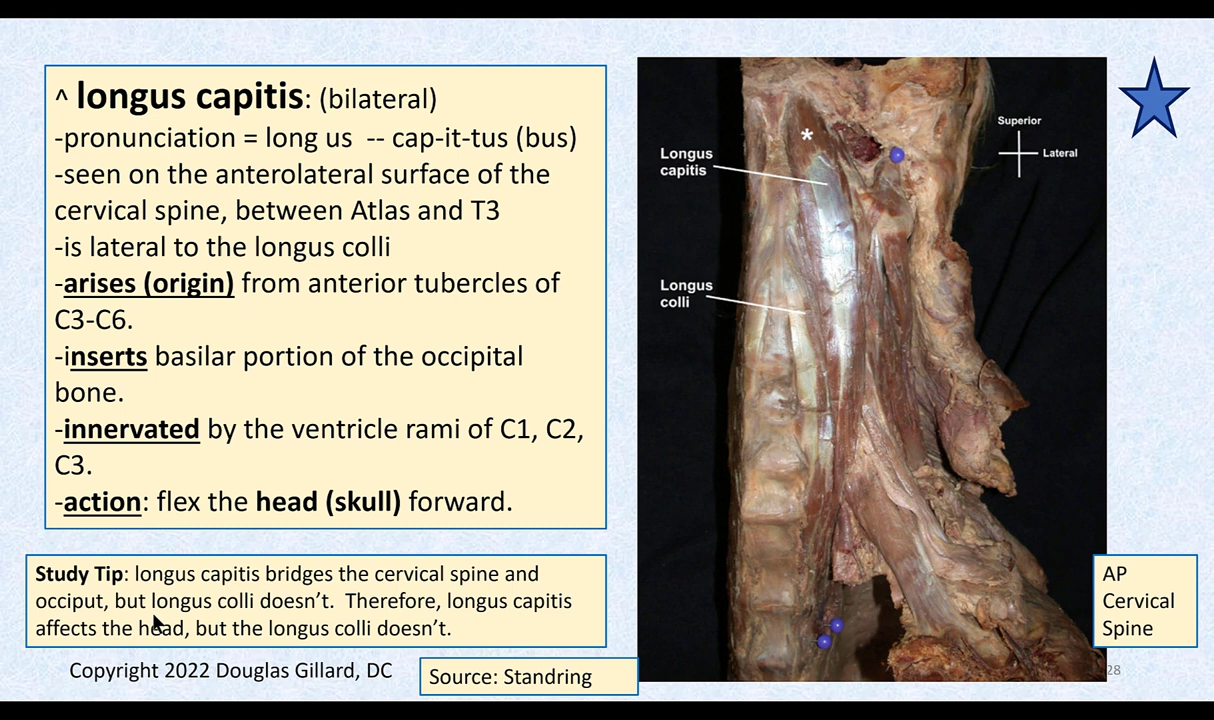 ^ longus capitis: (bilateral)
-pronunciation = long us -- cap-it-tus (bus)
-seen on the anterolateral surface of the
cervical spine, between Atlas and T3
-is lateral to the longus colli
-arises (origin) from anterior tubercles of
C3-C6.
-inserts basilar portion of the occipital
bone.
-innervated by the ventricle rami of C1, C2,
C3.
-action: flex the head (skull) forward.
Study Tip: longus capitis bridges the cervical spine and
occiput, but longus colli doesn't. Therefore, longus capitis
affects the head, but the longus colli doesn't.
Copyright 2022 Douglas Gillard, DC
Source: Standring
*
Longus
capitis
Longus
colli
Superior
Lateral
AP
Cervical
Spine
28